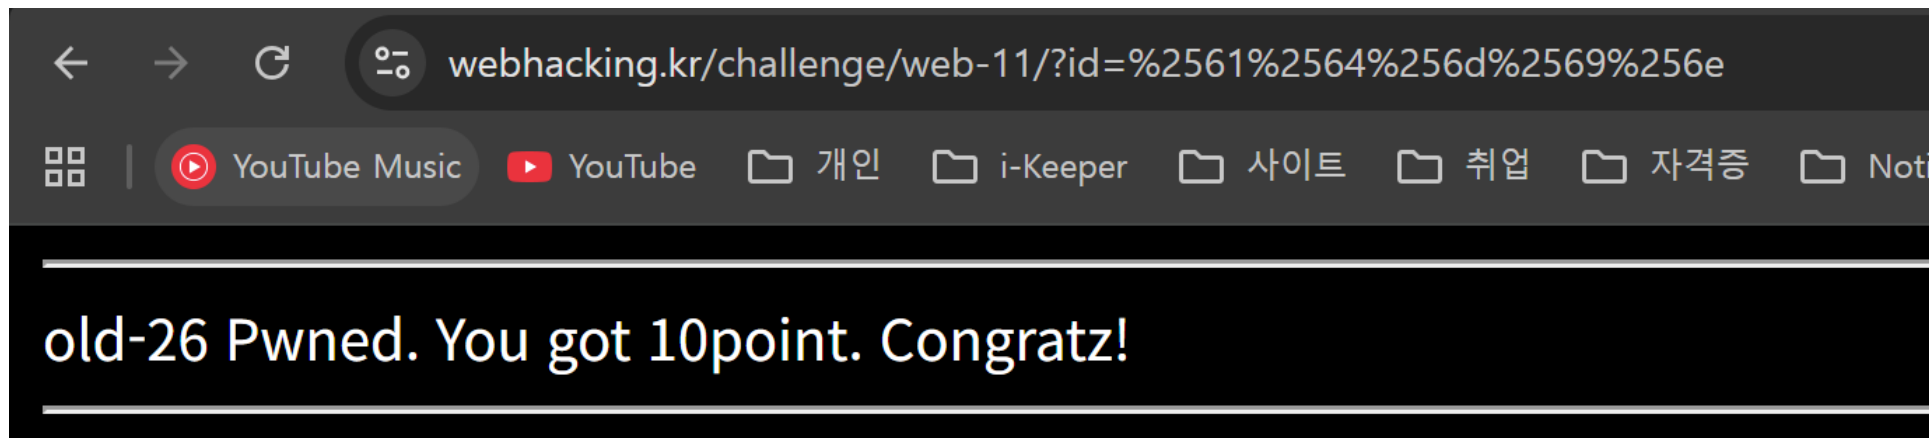 webhacking.kr/challenge/web-11/?id=%2561%2564%256d%2569%256e
YouTube Music YouTube 개인 i-Keeper 사이트 취업 자격증 Noti
old-26 Pwned. You got 10point. Congratz!